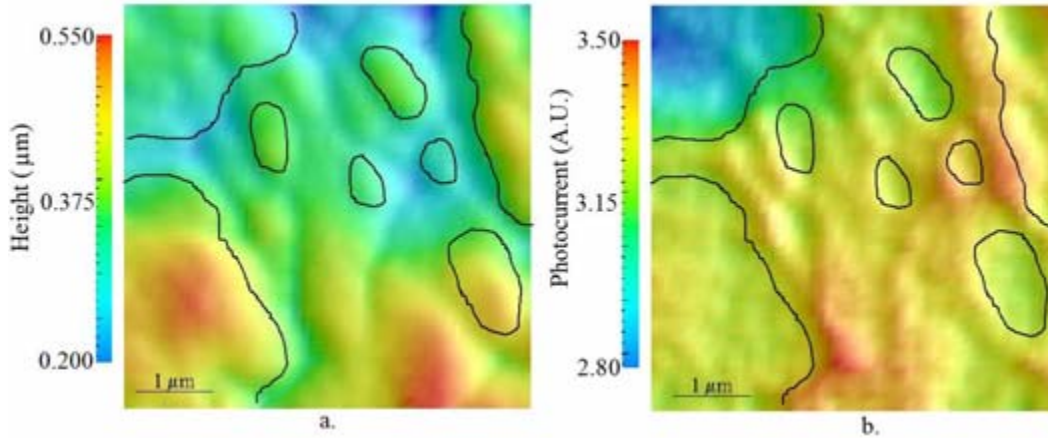 0.550
Height ( μm)
0.375
0.200
1 μm
a.
3.50
Photocurrent (A.U.)
3.15
2.80
1 μm
b.